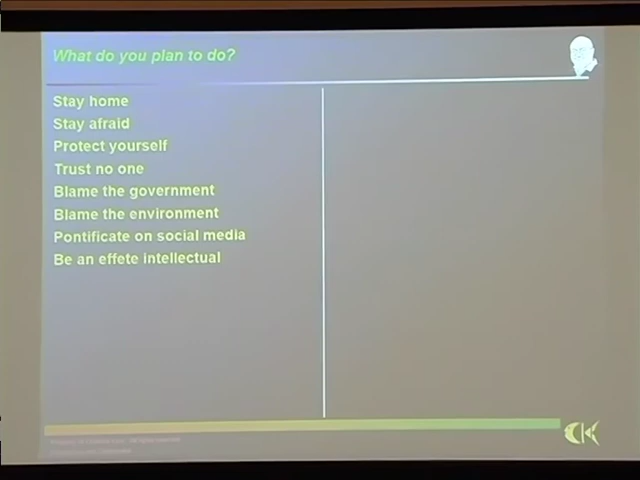 What do you plan to do?
Stay home
Stay afraid
Protect yourself
Trust no one
Blame the government
Blame the environment
Pontificate on social media
Be an effete intellectual